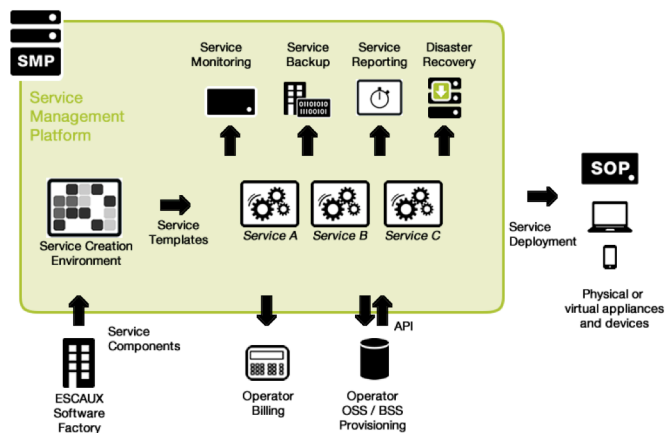 SMP
Service
Management
Platform
Service
Monitoring
Service
Backup
Service
Reporting
Disaster
Recovery
01101010
11100101
Service Creation
Environment
Service
Templates
Service A
Service B
Service C
Service
Deployment
SOP
Physical or
virtual appliances
and devices
Service
Components
API
ESCAUX
Software
Factory
Operator
Billing
Operator
OSS / BSS
Provisioning